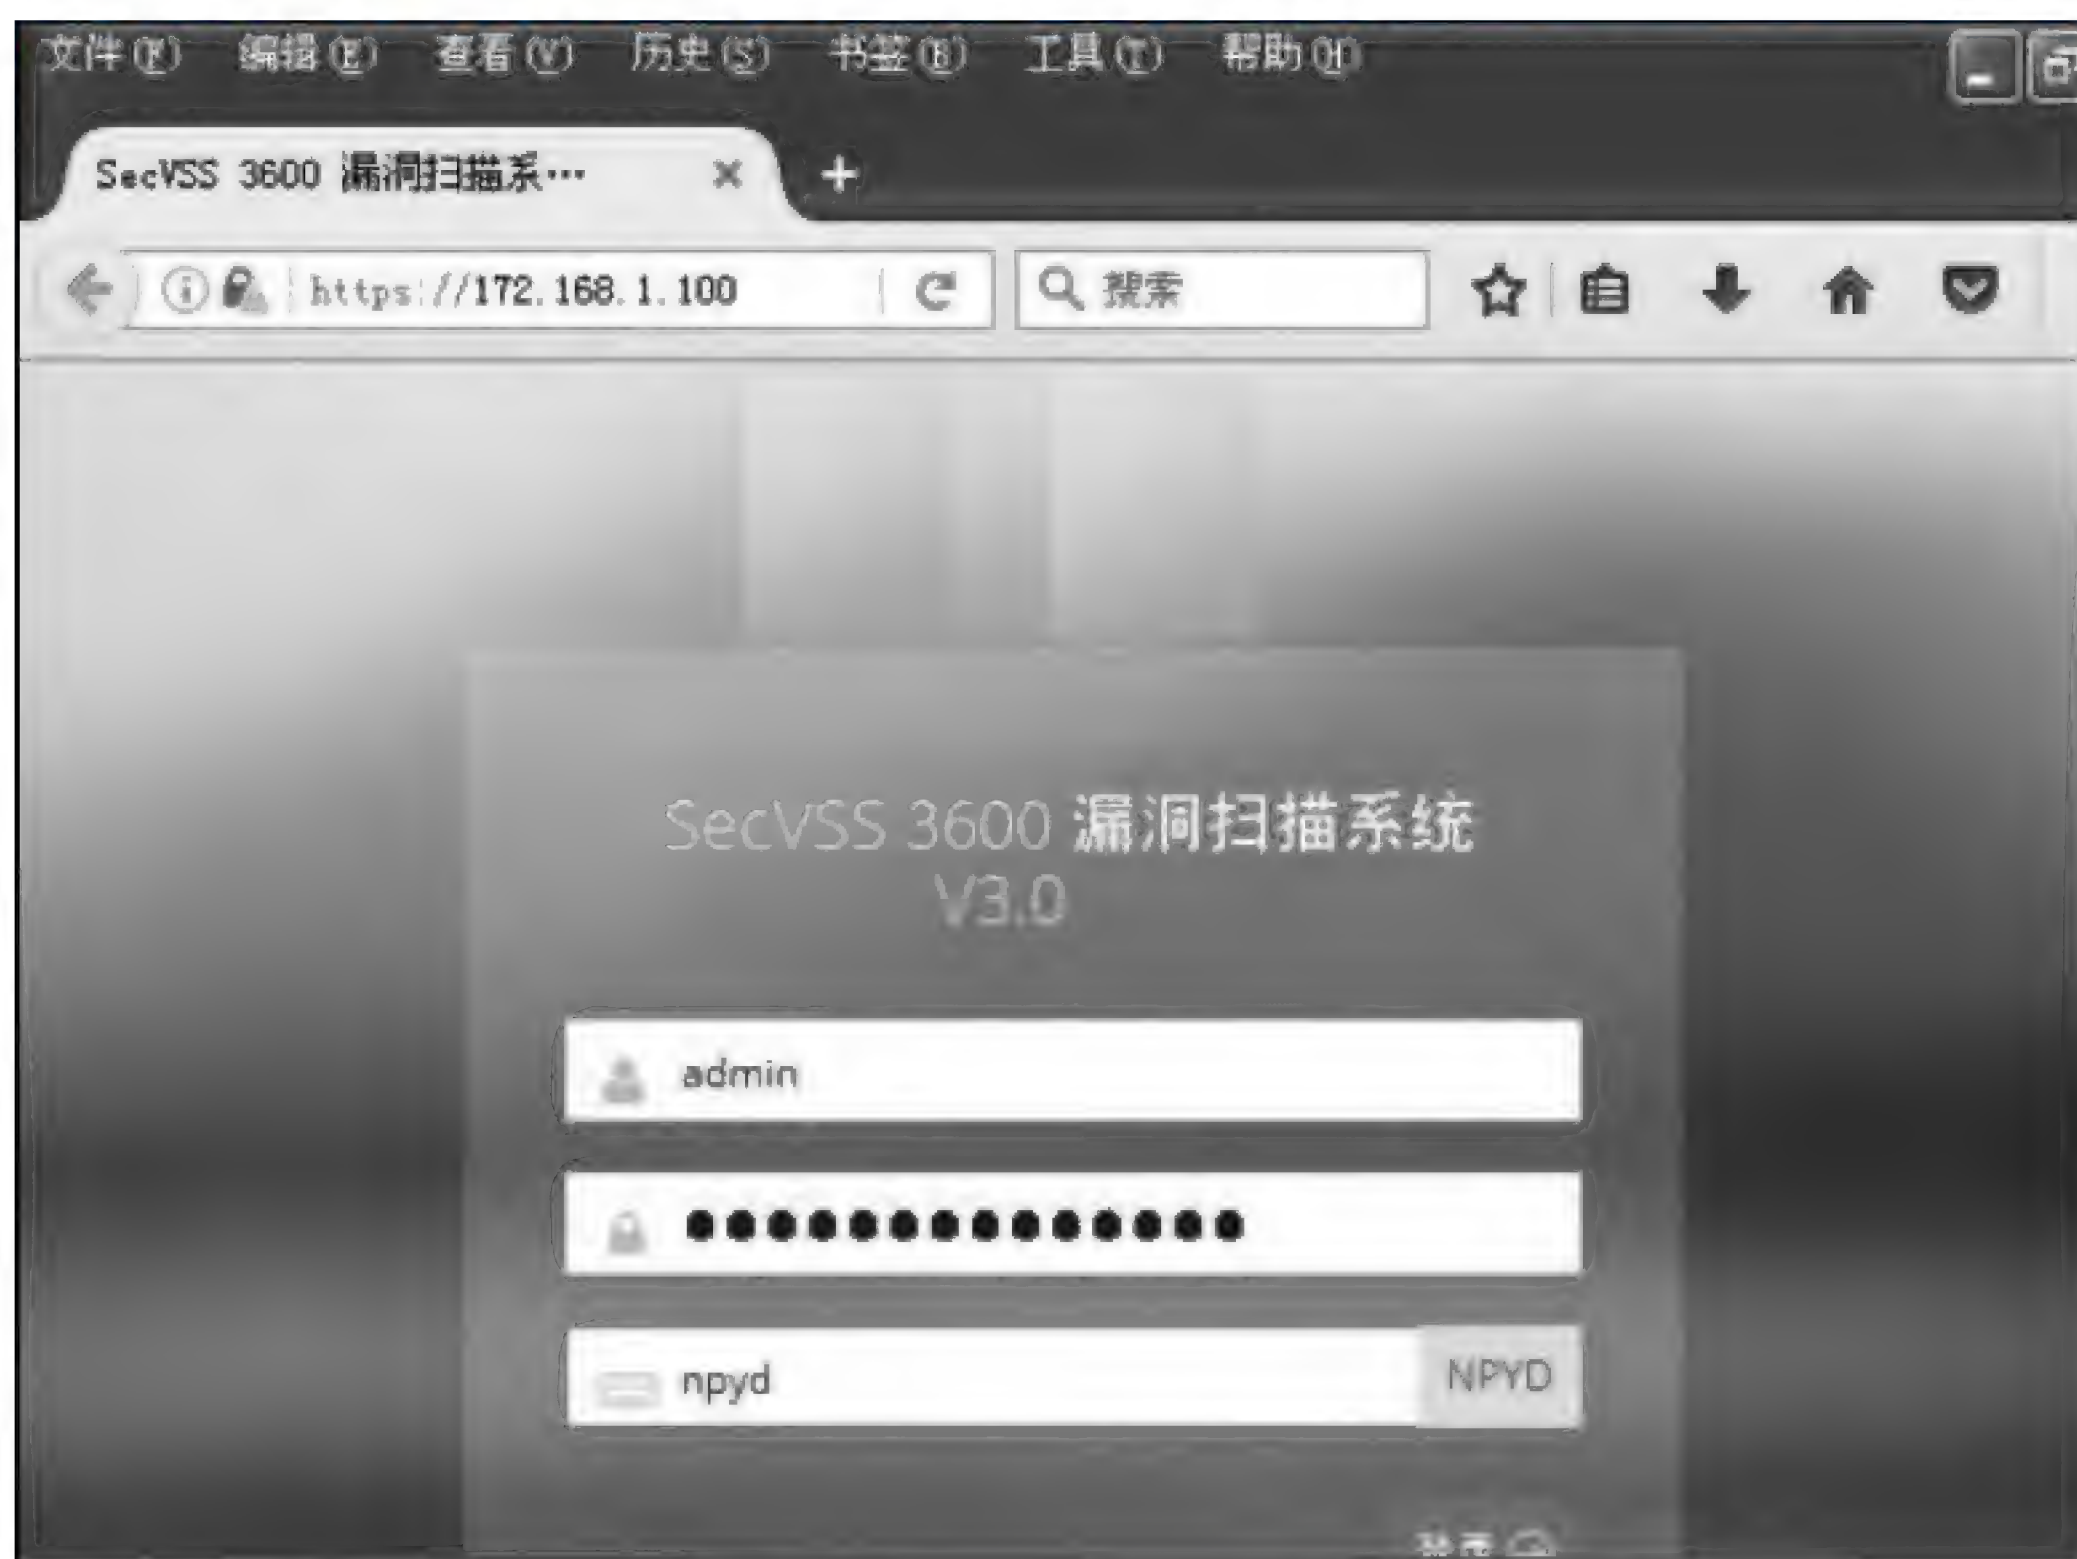 文件(F) 编辑(E) 查看(V) 历史(S) 书签(B) 工具(T) 帮助(H)
SecVSS 3600 漏洞扫描系…
https://172.168.1.100 搜索
SecVSS 3600 漏洞扫描系统
V3.0
admin
npyd NPYD